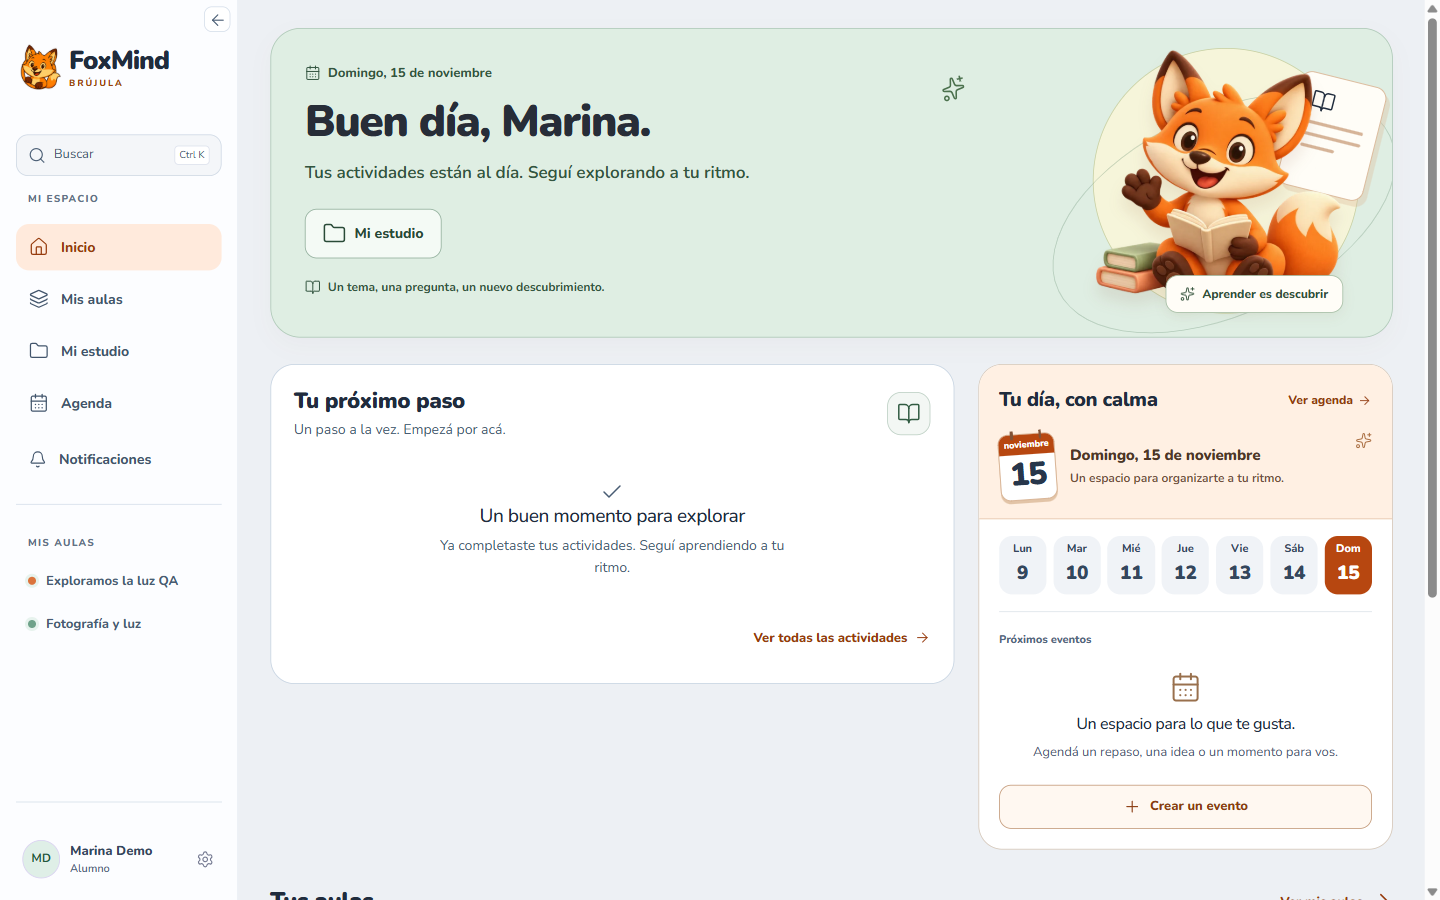 FoxMind
BRÚJULA
Buscar
Ctrl K
MI ESPACIO
Inicio
Mis aulas
Mi estudio
Agenda
Notificaciones
MIS AULAS
Exploramos la luz QA
Fotografía y luz
MD
Marina Demo
Alumno
Domingo, 15 de noviembre
Buen día, Marina.
Tus actividades están al día. Seguí explorando a tu ritmo.
Mi estudio
Un tema, una pregunta, un nuevo descubrimiento.
Aprender es descubrir
Tu próximo paso
Un paso a la vez. Empezá por acá.
Un buen momento para explorar
Ya completaste tus actividades. Seguí aprendiendo a tu
ritmo.
Ver todas las actividades
Tu día, con calma
Ver agenda
noviembre
15
Domingo, 15 de noviembre
Un espacio para organizarte a tu ritmo.
Lun Mar Mié Jue Vie Sáb Dom
9 10 11 12 13 14 15
Próximos eventos
Un espacio para lo que te gusta.
Agendá un repaso, una idea o un momento para vos.
Crear un evento
Tus aulas
Ver mis aulas